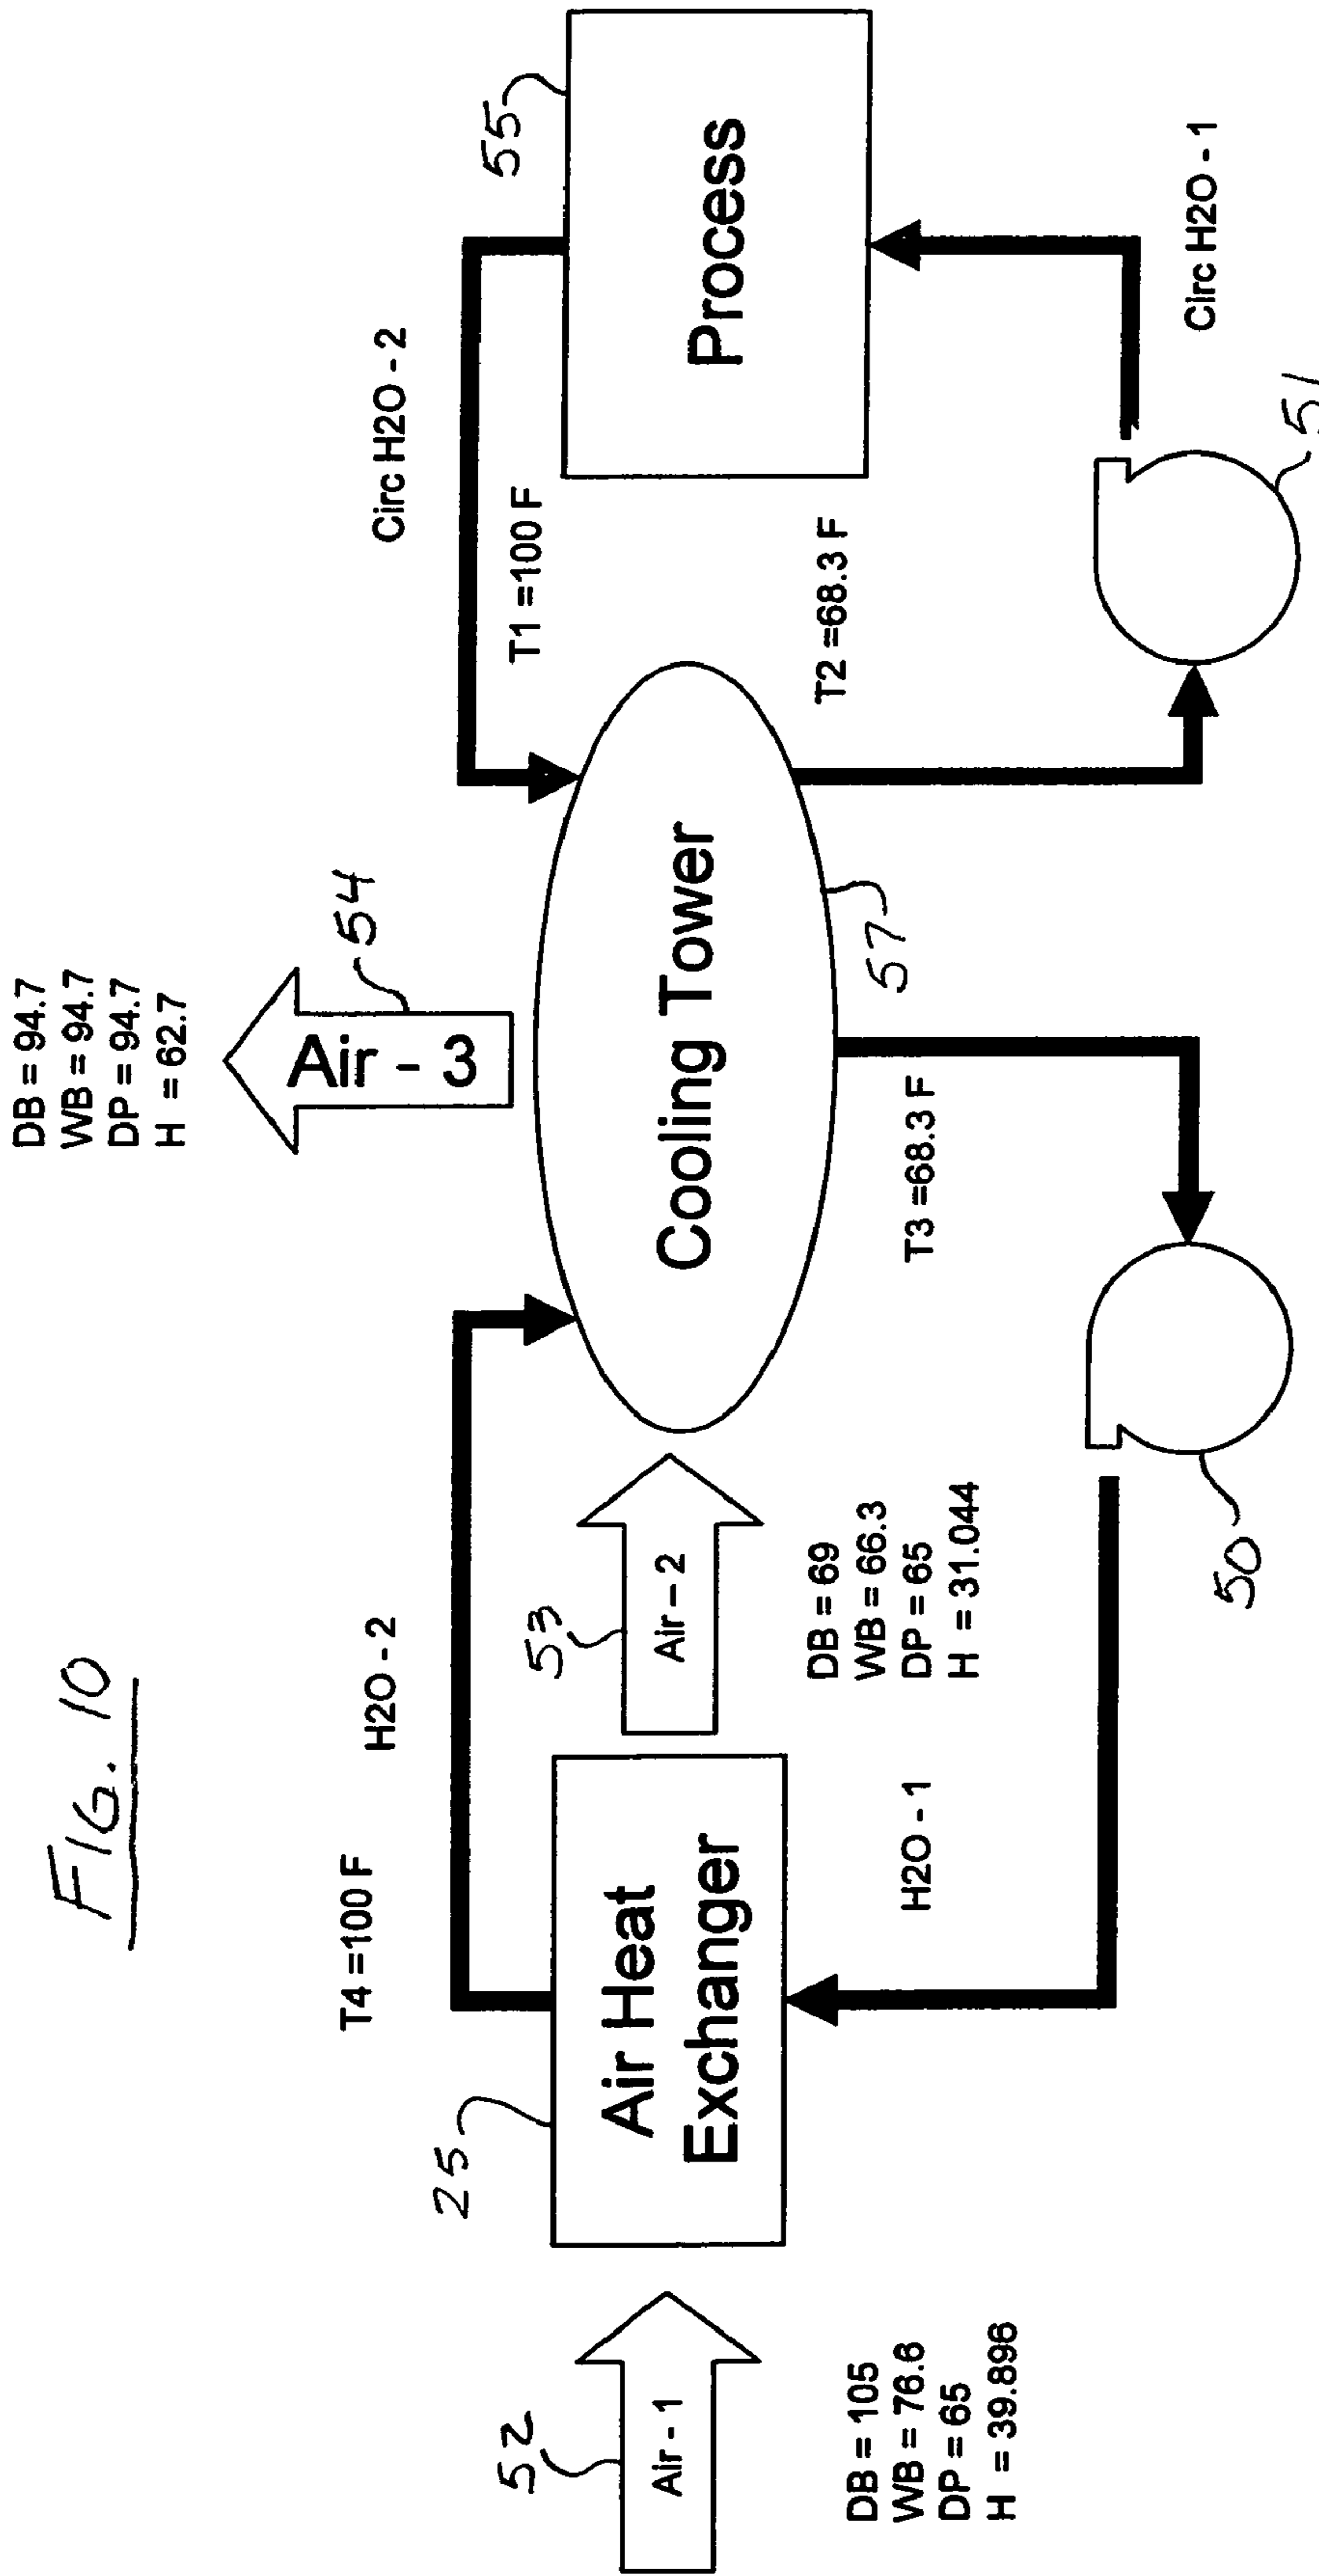 FIG. 10
DB = 94.7
WB = 94.7
DP = 94.7
H = 62.7
54
Air - 3
T4 =100 F
H2O - 2
Circ H2O - 2
T1 =100 F
55
25
Air Heat
Exchanger
53
Air - 2
Cooling Tower
57
Process
52
Air - 1
DB = 105
WB = 76.6
DP = 65
H = 39.896
H2O - 1
DB = 69
WB = 66.3
DP = 65
H = 31.044
T3 =68.3 F
T2 =68.3 F
Circ H2O - 1
50
51